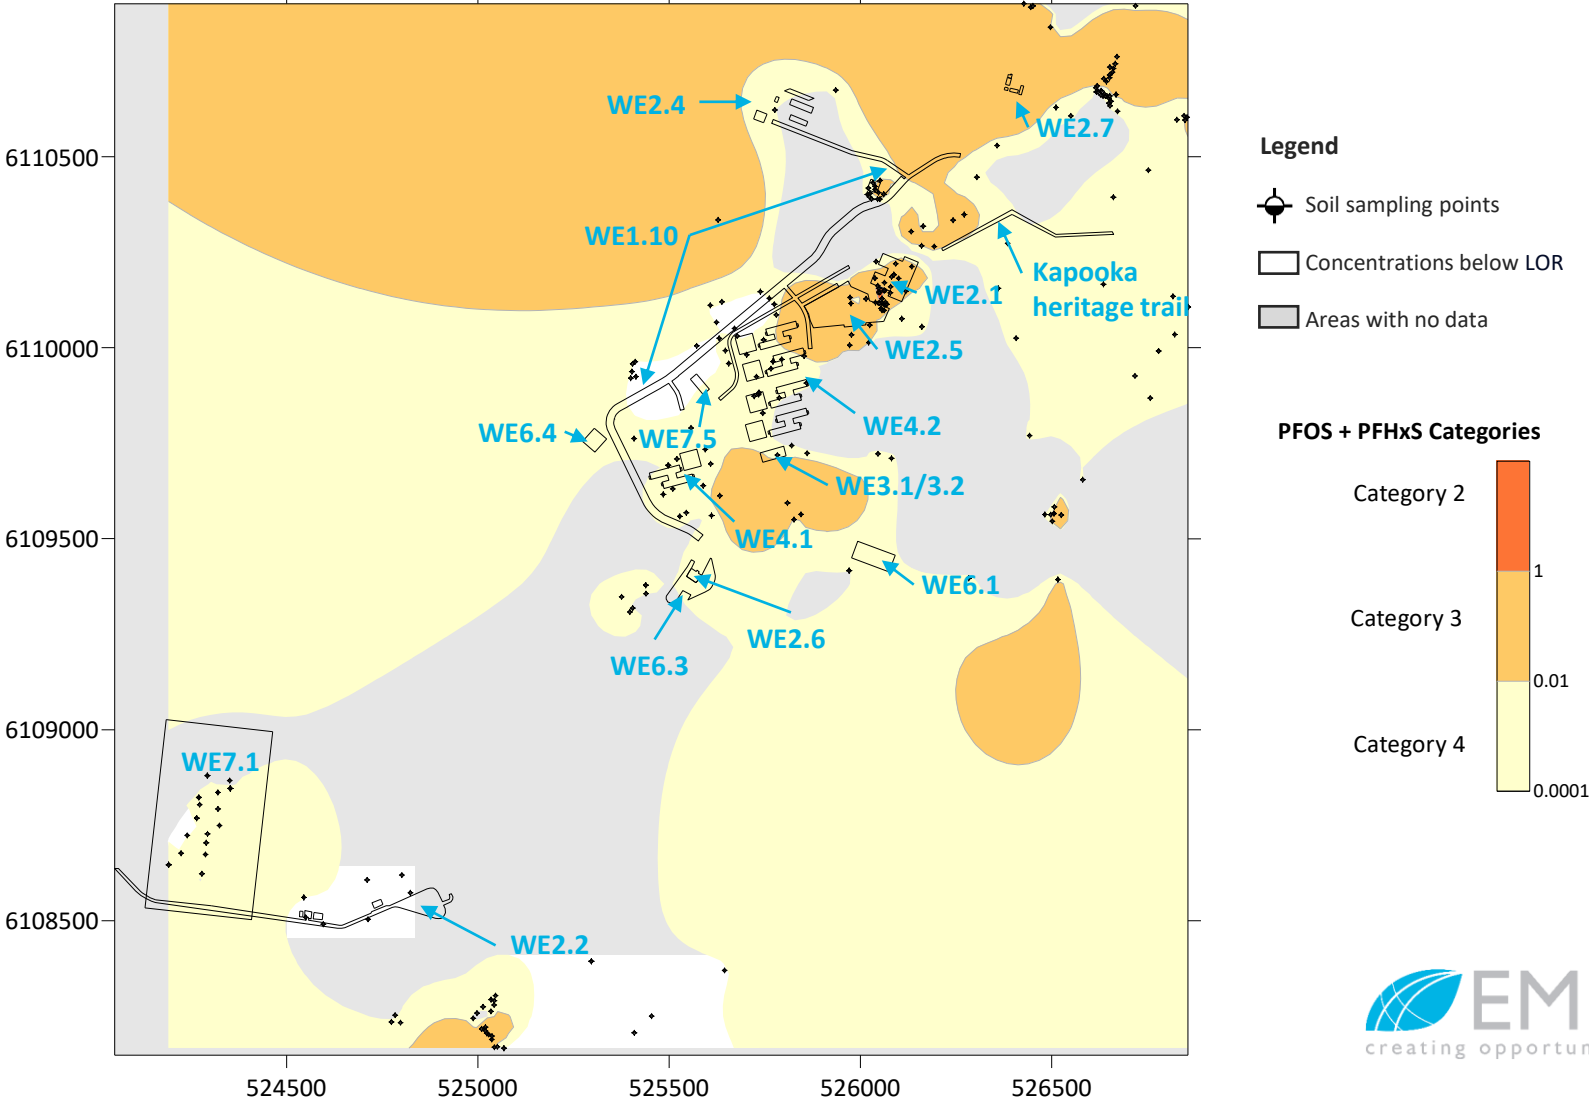 WE2.4
WE2.7
6110500
WE1.10
Kapooka
heritage trail
WE2.1
6110000
WE2.5
WE6.4
WE7.5
WE4.2
WE3.1/3.2
6109500
WE4.1
WE6.1
WE2.6
WE6.3
6109000
WE7.1
6108500
WE2.2
524500
525000
525500
526000
526500
Legend
Soil sampling points
Concentrations below LOR
Areas with no data
PFOS + PFHxS Categories
Category 2
1
Category 3
0.01
Category 4
0.0001
EM
creating opportun